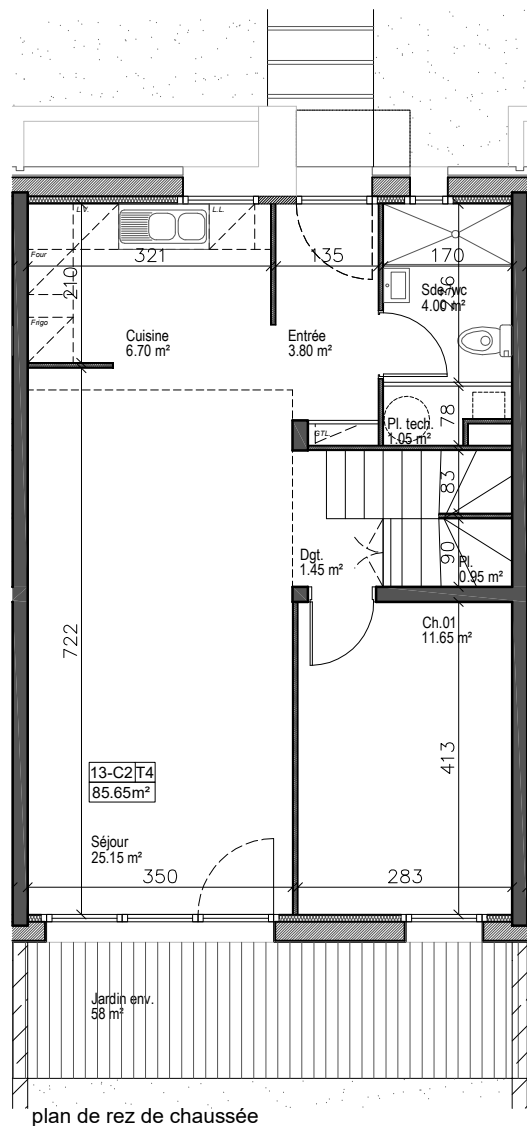 L.V.
L.L.
Four
321
135
170
210
Sde/wc
4.00 m²
Frigo
Cuisine
6.70 m²
Entrée
3.80 m²
78
Pl. tech.
1.05 m²
GTL
83
Dgt.
1.45 m²
90
Pl.
0.95 m²
Ch.01
11.65 m²
722
413
13-C2 T4
85.65m²
Séjour
25.15 m²
350
283
Jardin env.
58 m²
plan de rez de chaussée